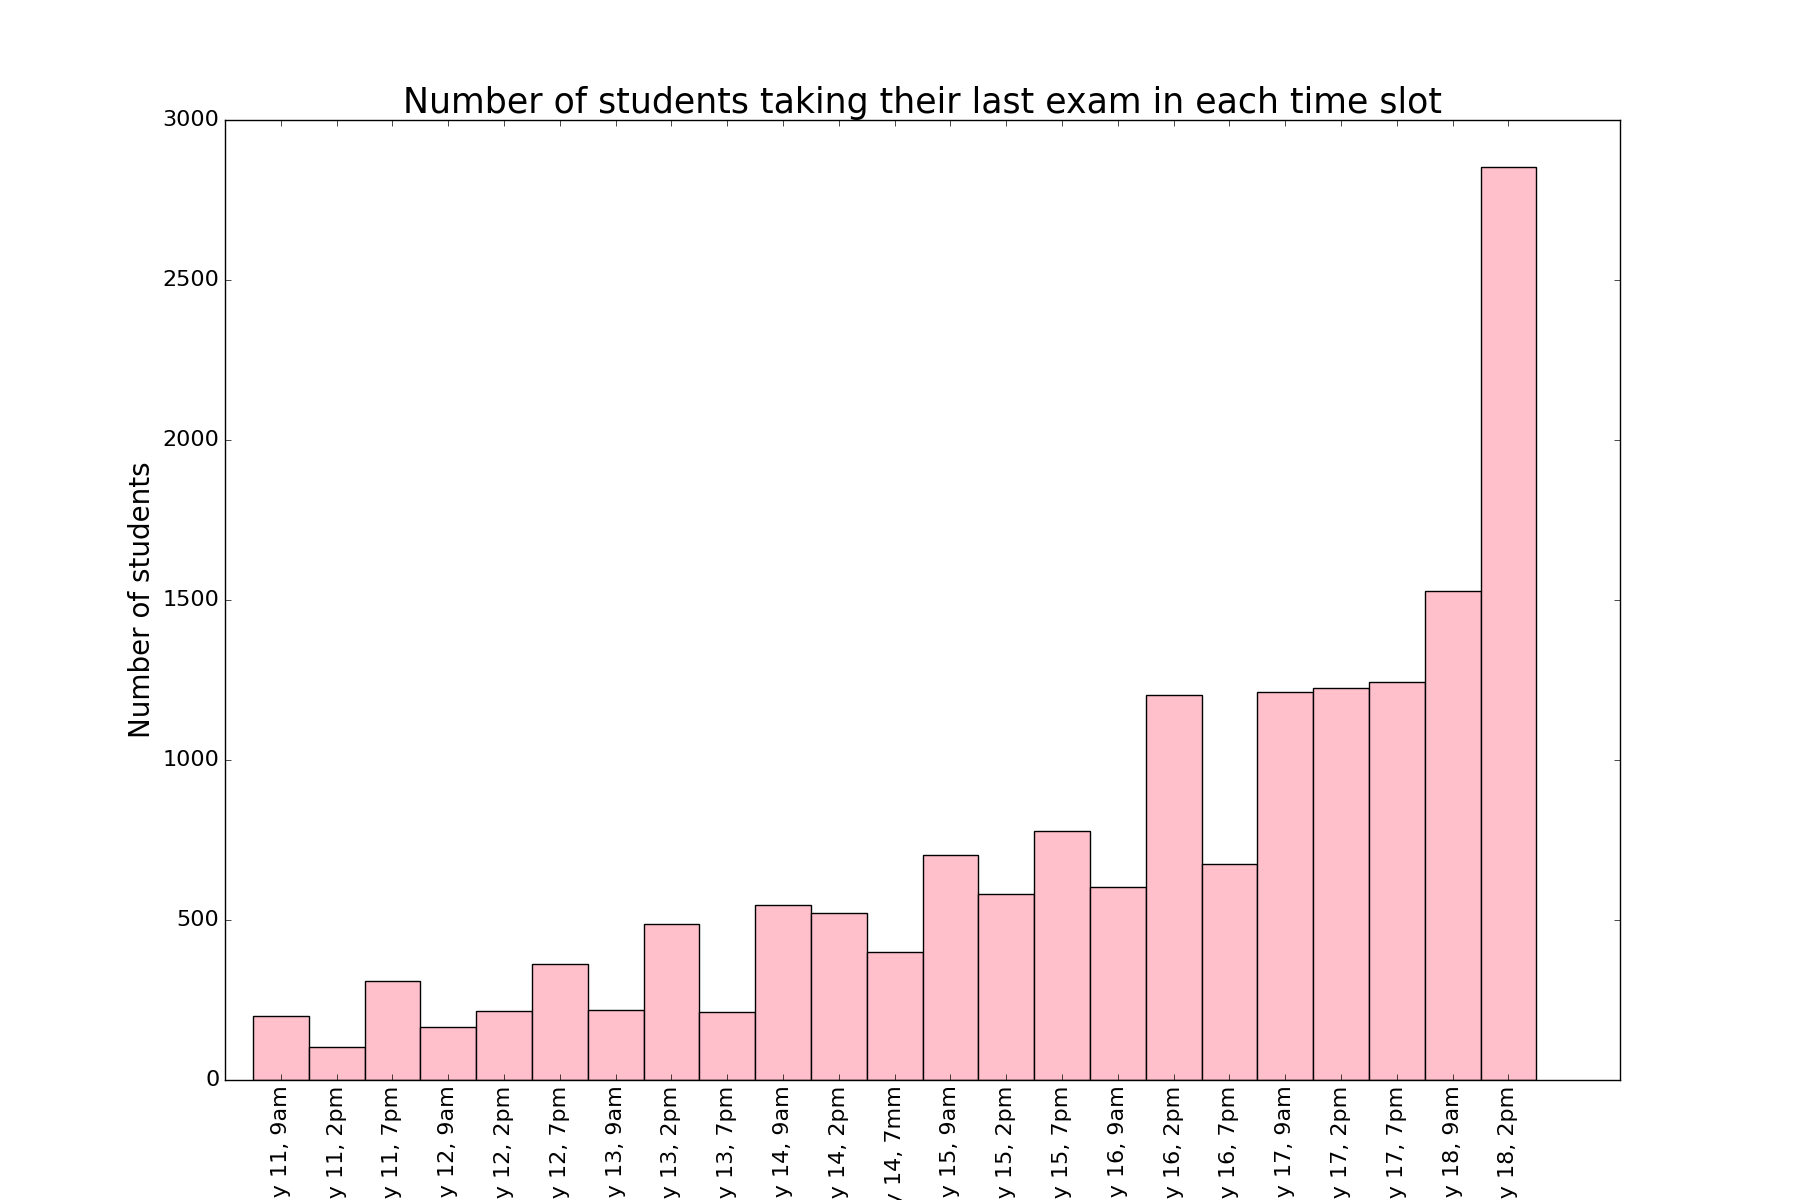 Number of students taking their last exam in each time slot
Number of students
3000
2500
2000
1500
1000
500
0
y 11, 9am
y 11, 2pm
y 11, 7pm
y 12, 9am
y 12, 2pm
y 12, 7pm
y 13, 9am
y 13, 2pm
y 13, 7pm
y 14, 9am
y 14, 2pm
y 14, 7mm
y 15, 9am
y 15, 2pm
y 15, 7pm
y 16, 9am
y 16, 2pm
y 16, 7pm
y 17, 9am
y 17, 2pm
y 17, 7pm
y 18, 9am
y 18, 2pm